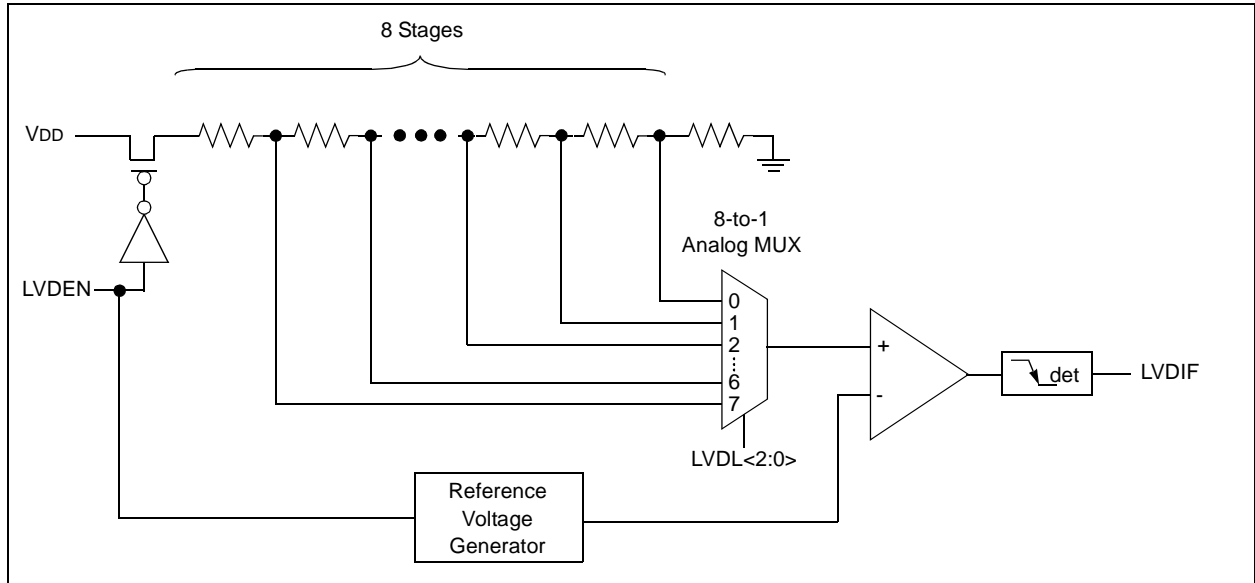 8 Stages
VDD
8-to-1
Analog MUX
LVDEN
0
1
2
6
7
+
-
det
LVDIF
LVDL<2:0>
Reference
Voltage
Generator